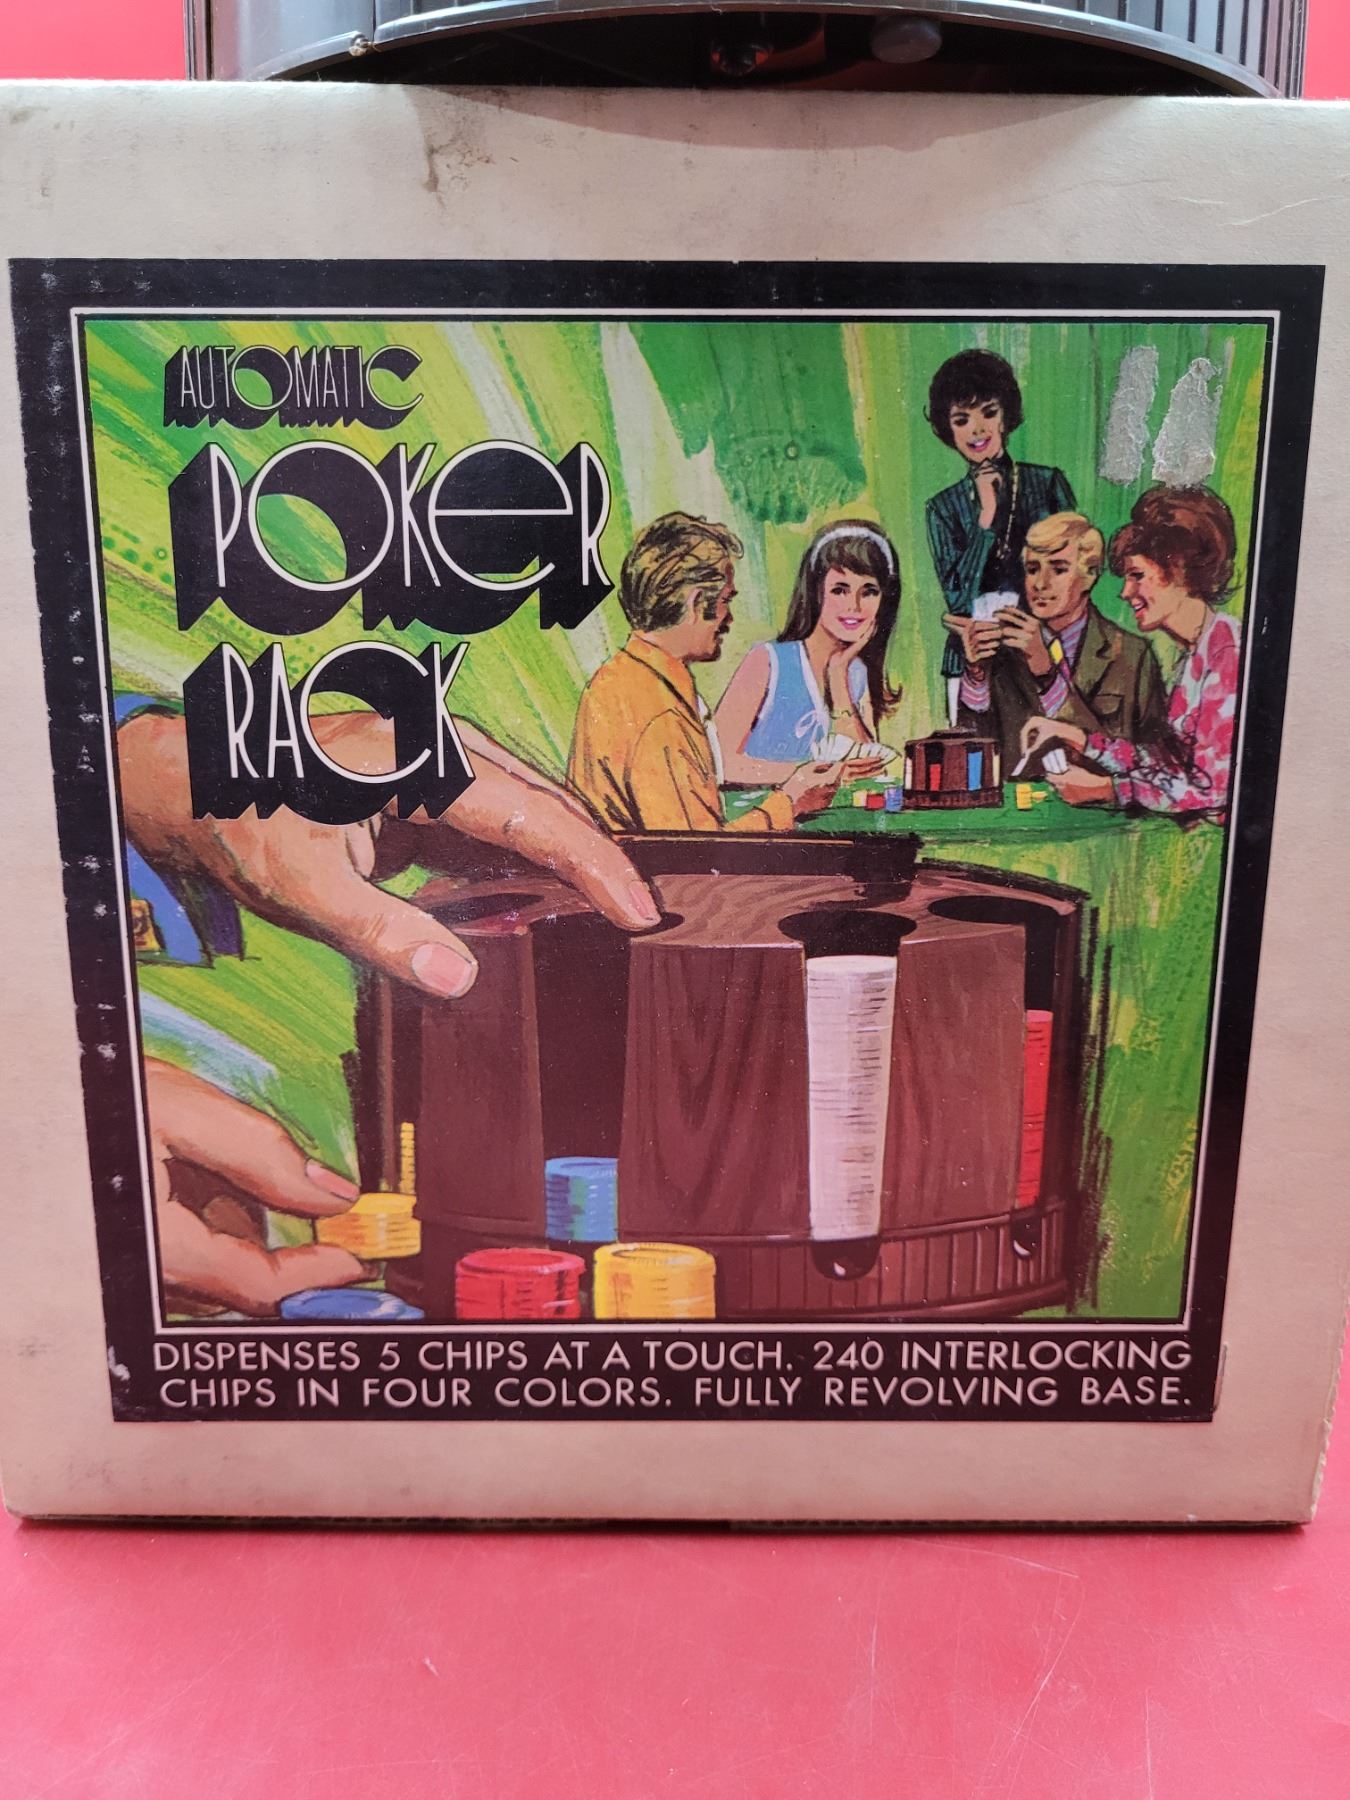 AUTOMATIC
POKER
RACK
DISPENSES 5 CHIPS AT A TOUCH. 240 INTERLOCKING
CHIPS IN FOUR COLORS. FULLY REVOLVING BASE.